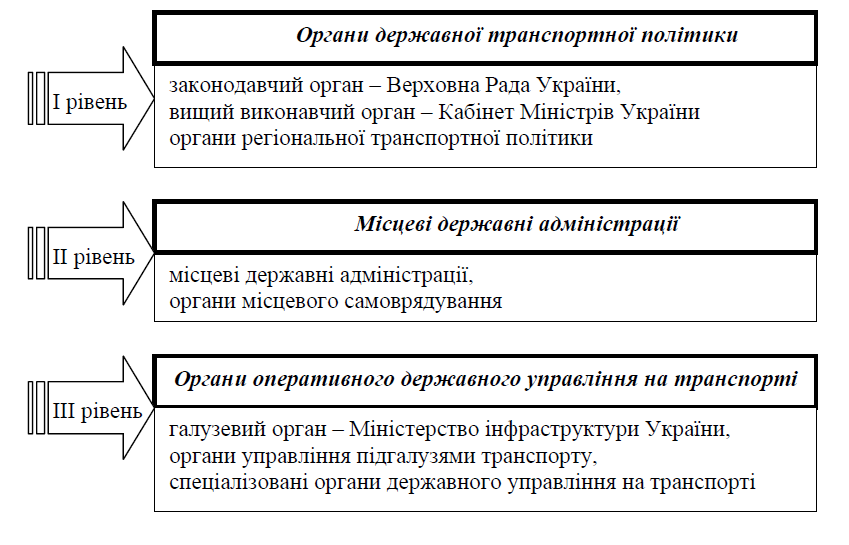 Органи державної транспортної політики
І рівень
законодавчий орган – Верховна Рада України,
вищий виконавчий орган – Кабінет Міністрів України
органи регіональної транспортної політики
Місцеві державні адміністрації
ІІ рівень
місцеві державні адміністрації,
органи місцевого самоврядування
Органи оперативного державного управління на транспорті
ІІІ рівень
галузевий орган – Міністерство інфраструктури України,
органи управління підгалузями транспорту,
спеціалізовані органи державного управління на транспорті